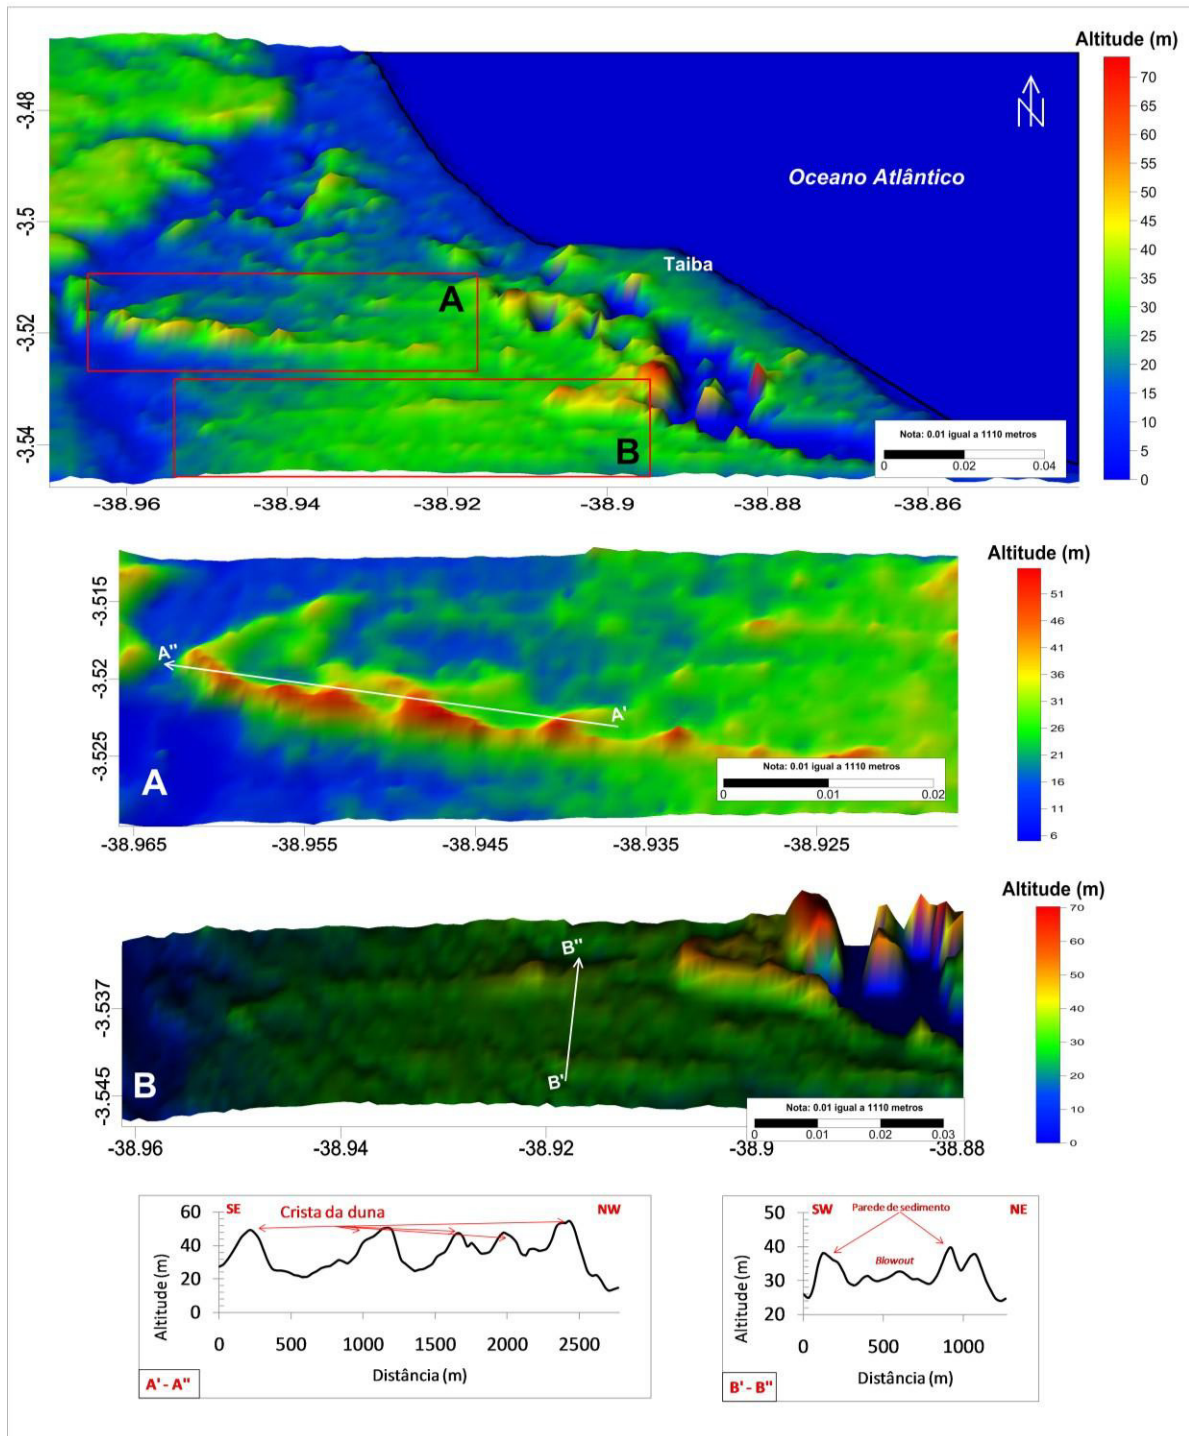 Altitude (m)
70
65
60
55
50
45
40
35
30
25
20
15
10
5
0
N
Oceano Atlântico
Taiba
A
B
-3.48
-3.5
-3.52
-3.54
Nota: 0.01 igual a 1110 metros
0 0.02 0.04
-38.96 -38.94 -38.92 -38.9 -38.88 -38.86
Altitude (m)
51
46
41
36
31
26
21
16
11
6
-3.515
-3.52
-3.525
A''
A'
A
Nota: 0.01 igual a 1110 metros
0 0.01 0.02
-38.965 -38.955 -38.945 -38.935 -38.925
Altitude (m)
70
60
50
40
30
20
10
0
-3.537
-3.545
B''
B'
B
Nota: 0.01 igual a 1110 metros
0 0.01 0.02 0.03
-38.96 -38.94 -38.92 -38.9 -38.88
SE Crista da duna NW
Altitude (m)
60
40
20
0
0 500 1000 1500 2000 2500
Distância (m)
A' - A''
SW Parede de sedimento NE
Blowout
Altitude (m)
50
40
30
20
0 500 1000
Distância (m)
B' - B''